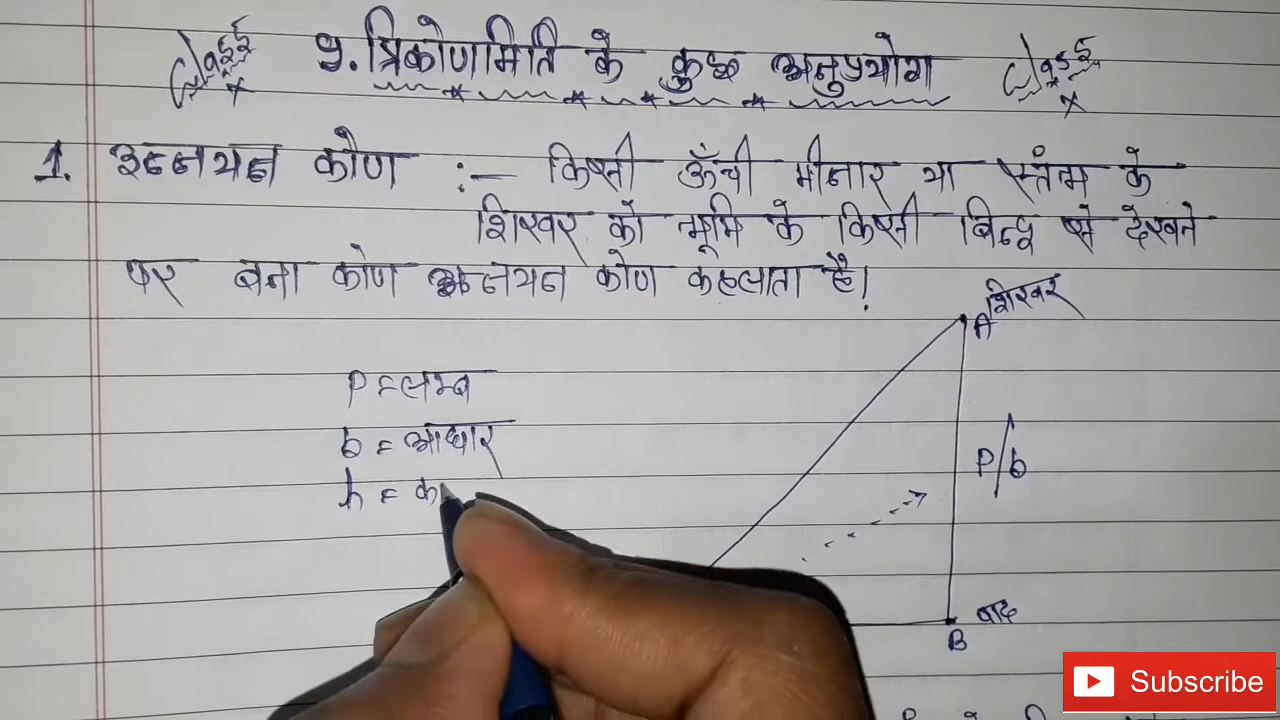 Class X
९. त्रिकोणमिति के कुछ अनुप्रयोग
Class X
1. उन्नयन कोण :- किसी ऊँची मीनार या स्तंभ के
शिखर को भूमि के किसी बिन्दु से देखने
पर बना कोण उन्नयन कोण कहलाता है।
शिखर
A
P = लम्ब
b = आधार
h = क
P/b
पाद
B
Subscribe